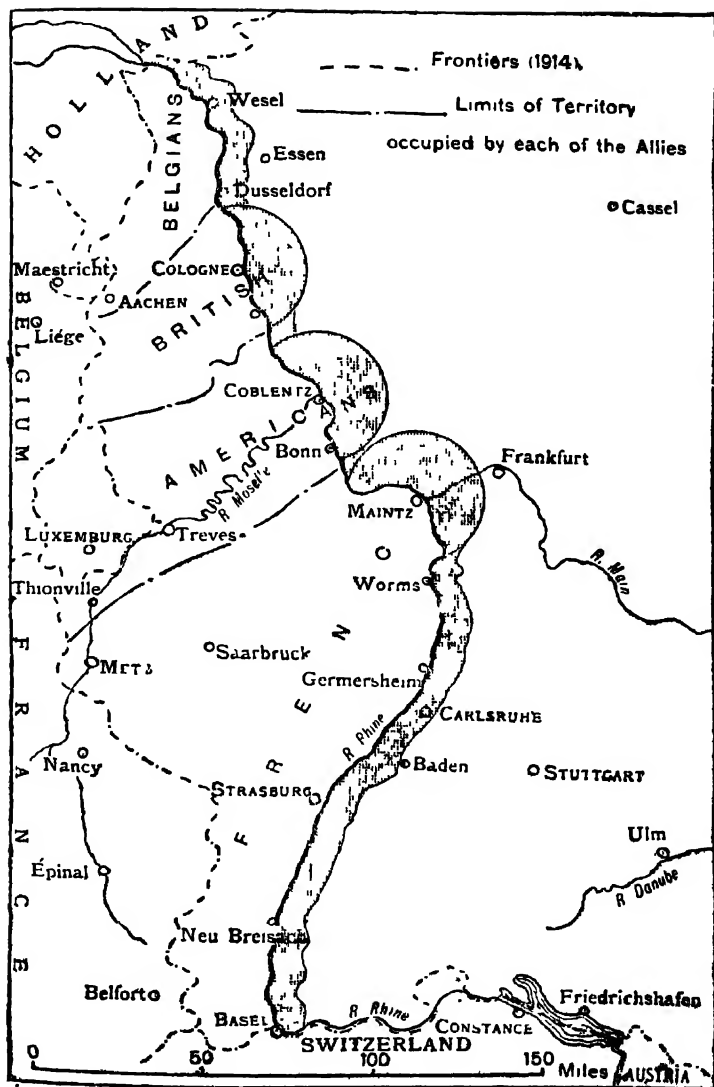 HOLLAND
Frontiers (1914).
Limits of Territory
occupied by each of the Allies
Wesel
BELGIANS
Essen
Dusseldorf
Cassel
Maestricht
COLOGNE
AACHEN
BRITISH
Liége
BELGIUM
COBLENTZ
AMERICANS
Bonn
R Moselle
Frankfurt
MAINTZ
LUXEMBURG
Treves
R. Main
Thionville
Worms
FRENCH
Saarbruck
METZ
Germersheim
CARLSRUHE
R Rhine
Nancy
Baden
STUTTGART
STRASBURG
FRANCE
Ulm
Épinal
R Danube
Neu Breisach
Belfort
Friedrichshafen
BASEL
R Rhine
CONSTANCE
SWITZERLAND
0 50 100 150
Miles
AUSTRIA